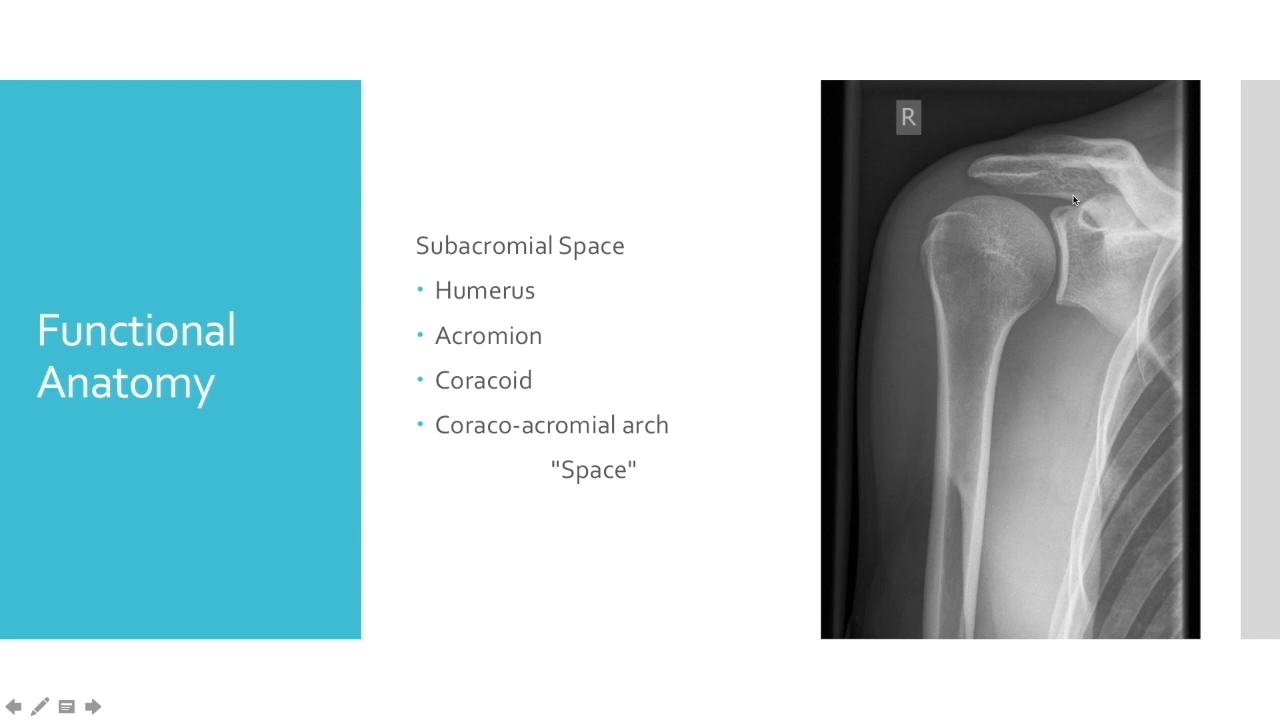 Functional
Anatomy
Subacromial Space
• Humerus
• Acromion
• Coracoid
• Coraco-acromial arch
"Space"
R